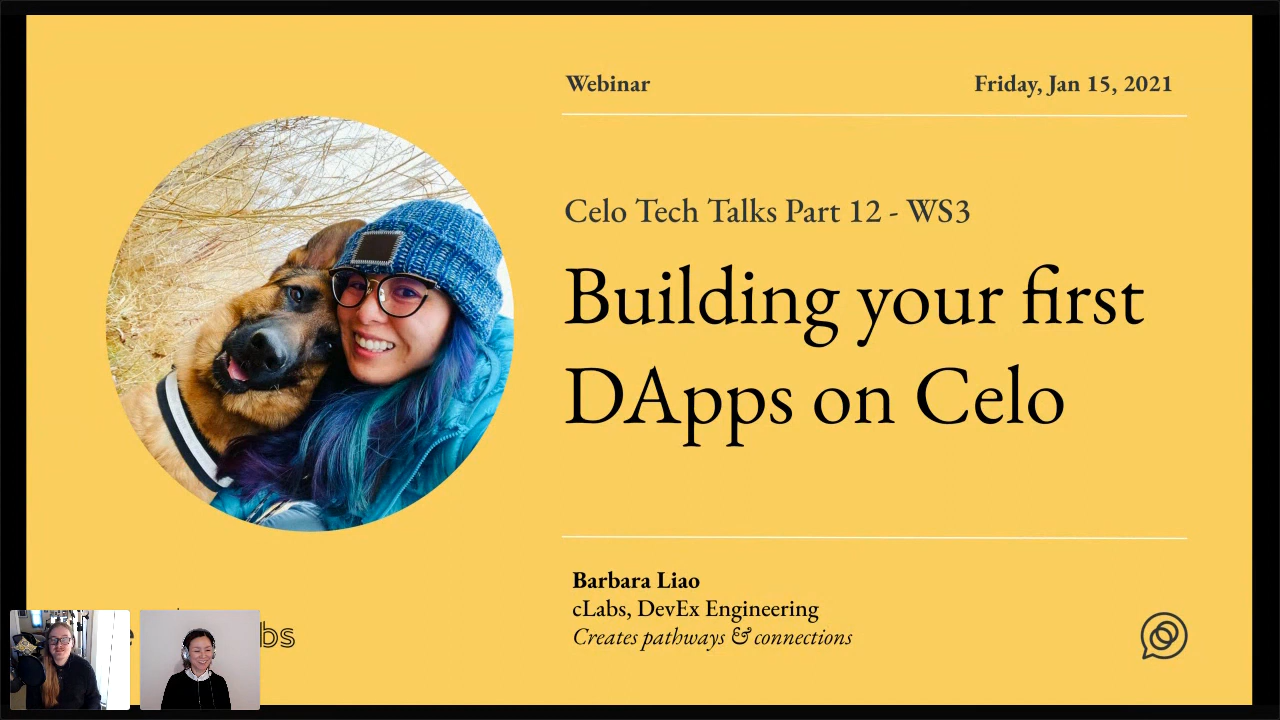 Webinar
Friday, Jan 15, 2021
Celo Tech Talks Part 12 - WS3
Building your first
DApps on Celo
Barbara Liao
cLabs, DevEx Engineering
Creates pathways & connections